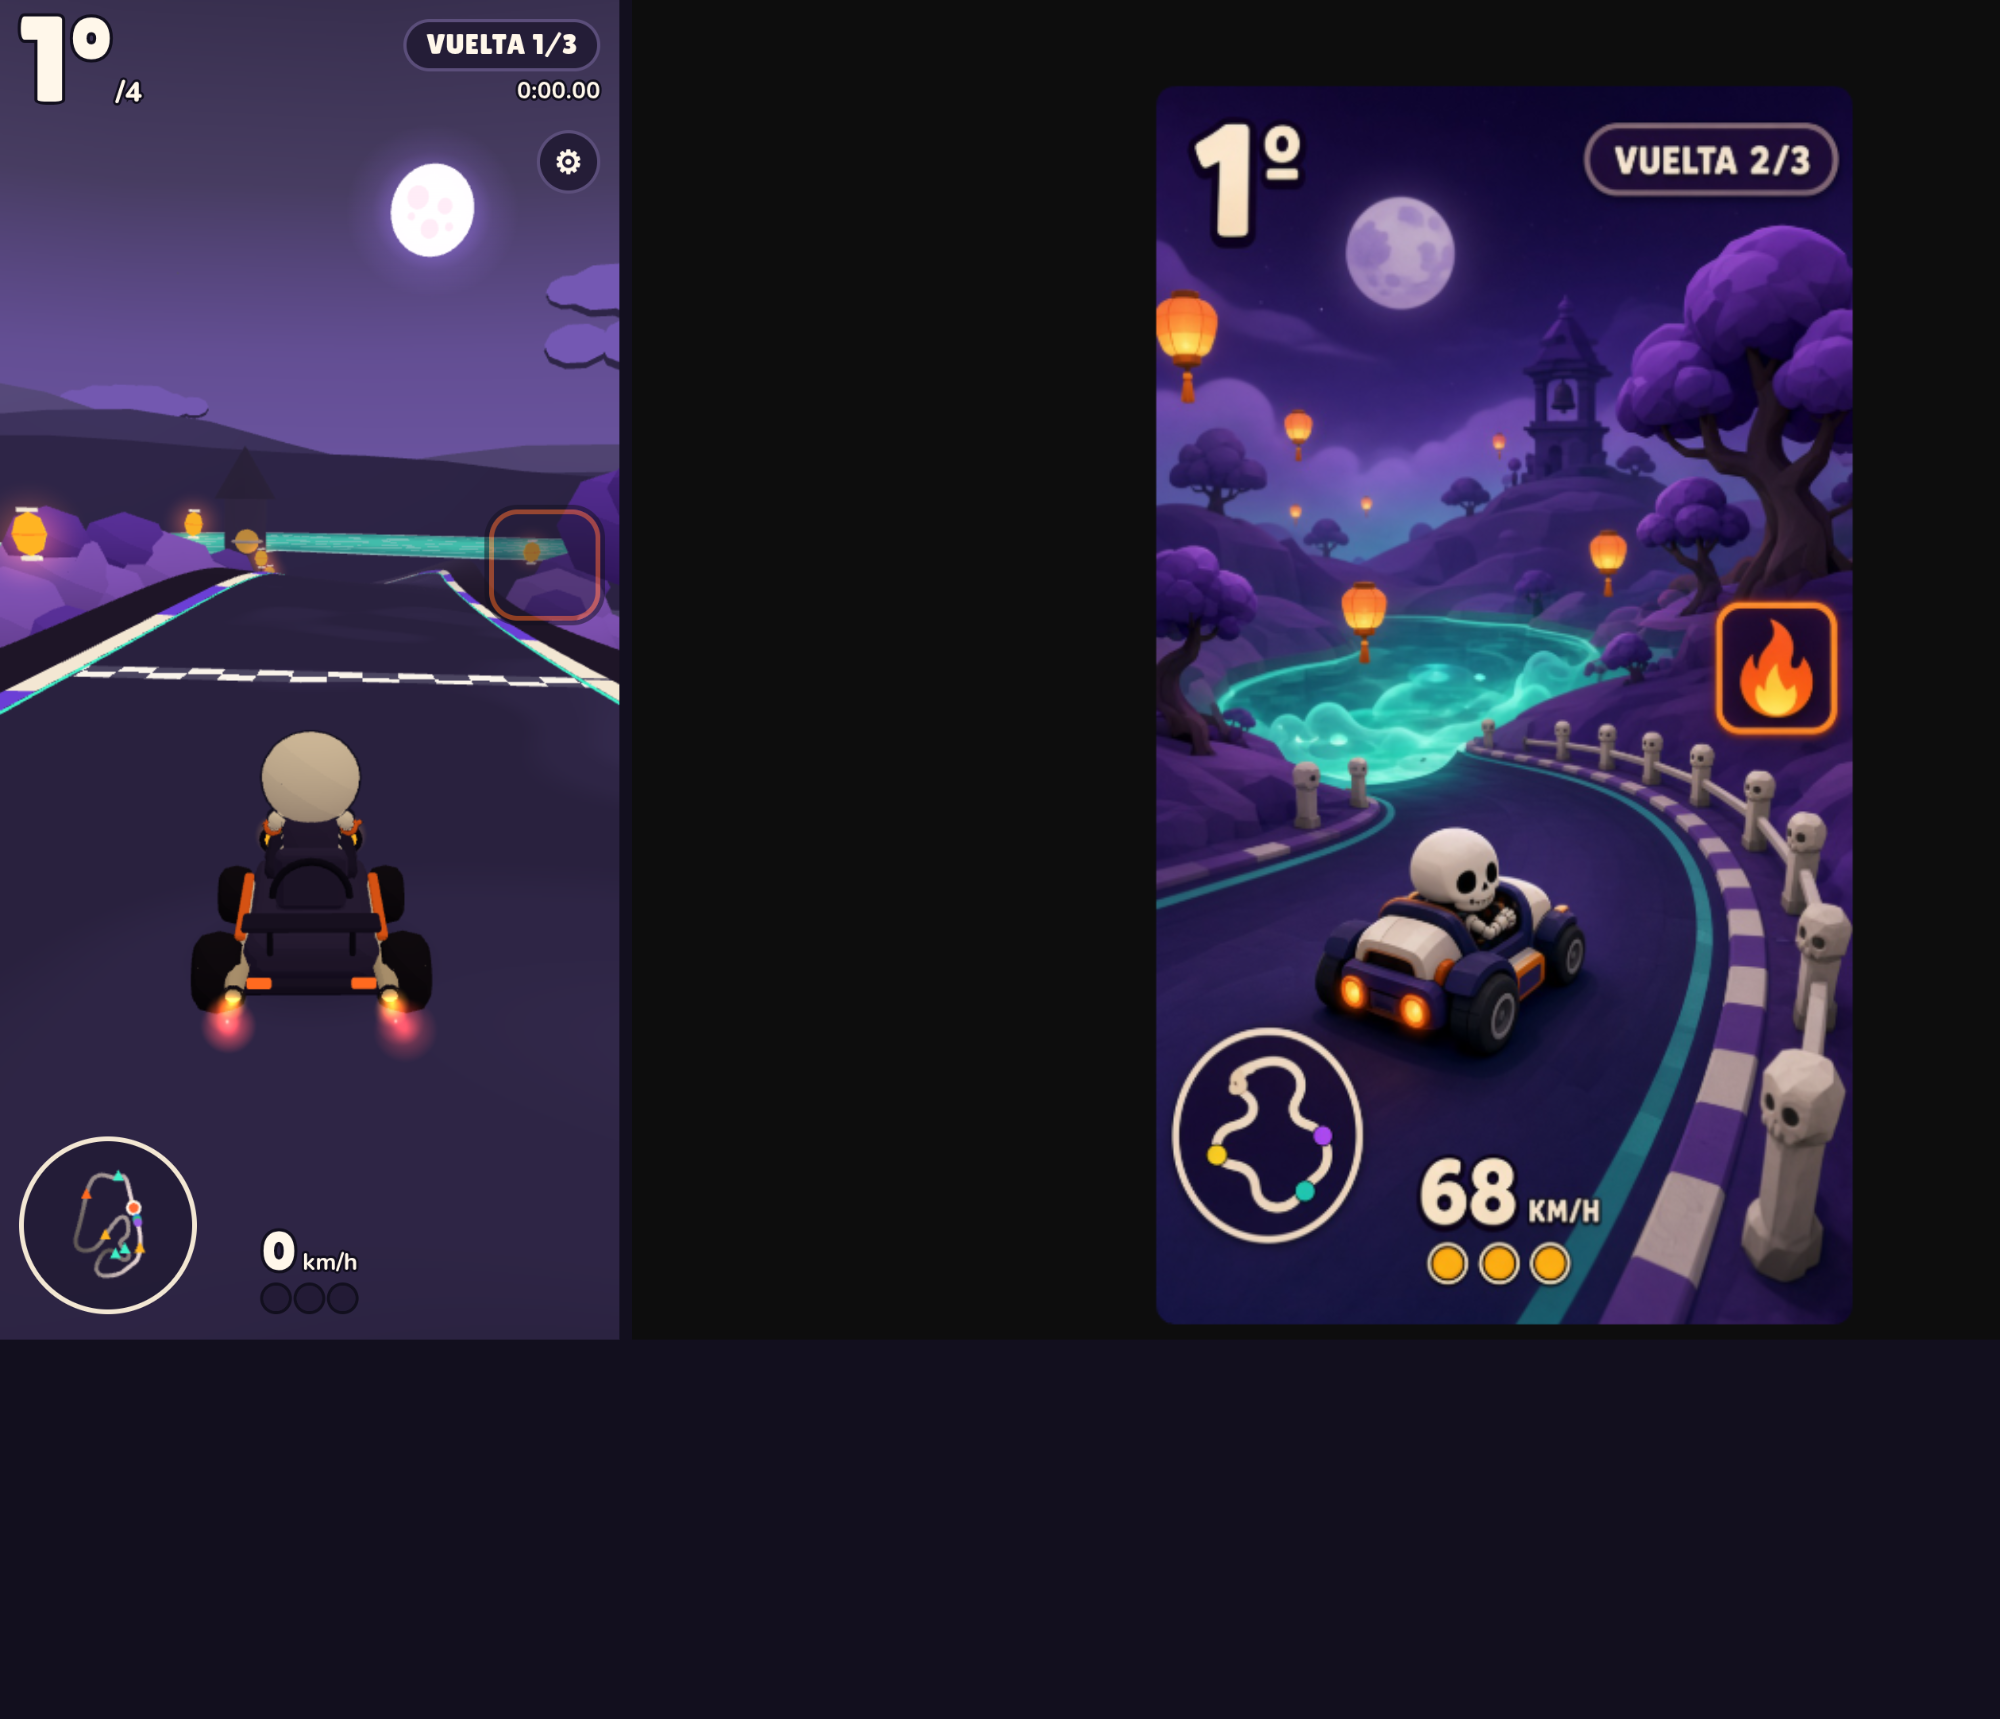 1º
/4
VUELTA 1/3
0:00.00
0 km/h
1º
VUELTA 2/3
68 KM/H